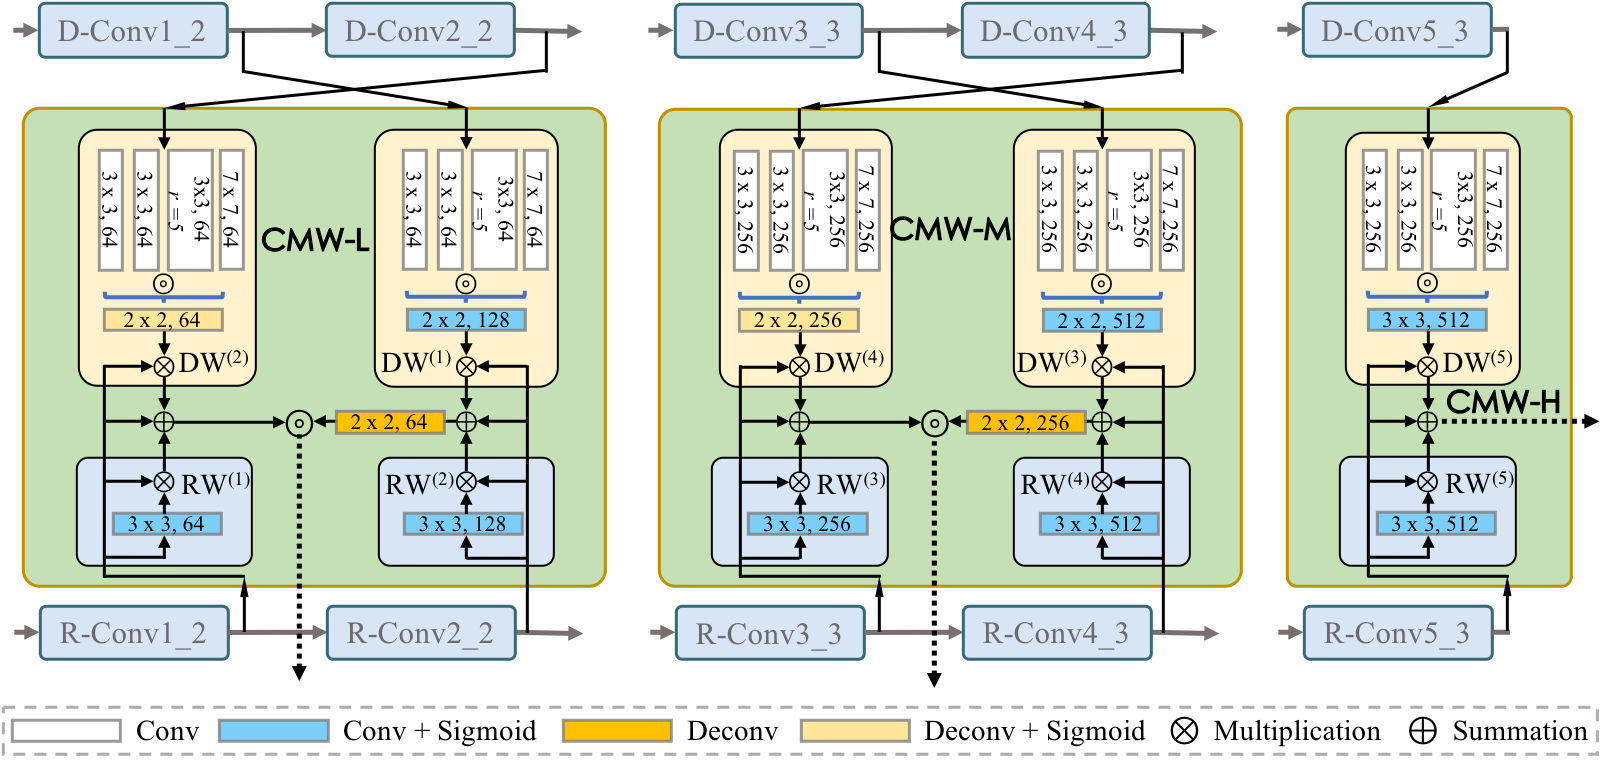 D-Conv1_2
D-Conv2_2
D-Conv3_3
D-Conv4_3
D-Conv5_3
3 x 3, 64
3 x 3, 64
3x3, 64
r =5
7 x 7, 64
CMW-L
3 x 3, 64
3 x 3, 64
3x3, 64
r =5
7 x 7, 64
3 x 3, 256
3 x 3, 256
3x3, 256
r =5
7 x 7, 256
CMW-M
3 x 3, 256
3 x 3, 256
3x3, 256
r =5
7 x 7, 256
3 x 3, 256
3 x 3, 256
3x3, 256
r =5
7 x 7, 256
2 x 2, 64
2 x 2, 128
2 x 2, 256
2 x 2, 512
3 x 3, 512
DW(2)
DW(1)
DW(4)
DW(3)
DW(5)
CMW-H
2 x 2, 64
2 x 2, 256
RW(1)
RW(2)
RW(3)
RW(4)
RW(5)
3 x 3, 64
3 x 3, 128
3 x 3, 256
3 x 3, 512
3 x 3, 512
R-Conv1_2
R-Conv2_2
R-Conv3_3
R-Conv4_3
R-Conv5_3
Conv
Conv + Sigmoid
Deconv
Deconv + Sigmoid
Multiplication
Summation